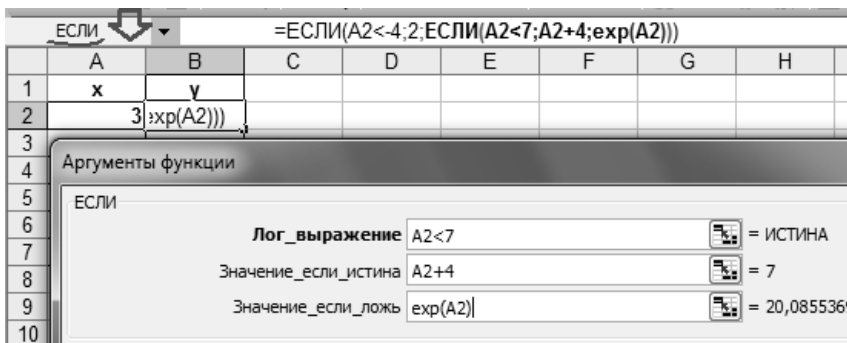 ЕСЛИ =ЕСЛИ(A2<-4;2;ЕСЛИ(A2<7;A2+4;exp(A2)))
A B C D E F G H
1 x y
2 3 exp(A2)))
3
4 Аргументы функции
5 ЕСЛИ
6 Лог_выражение A2<7 = ИСТИНА
7
8 Значение_если_истина A2+4 = 7
9 Значение_если_ложь exp(A2) = 20,0855369
10